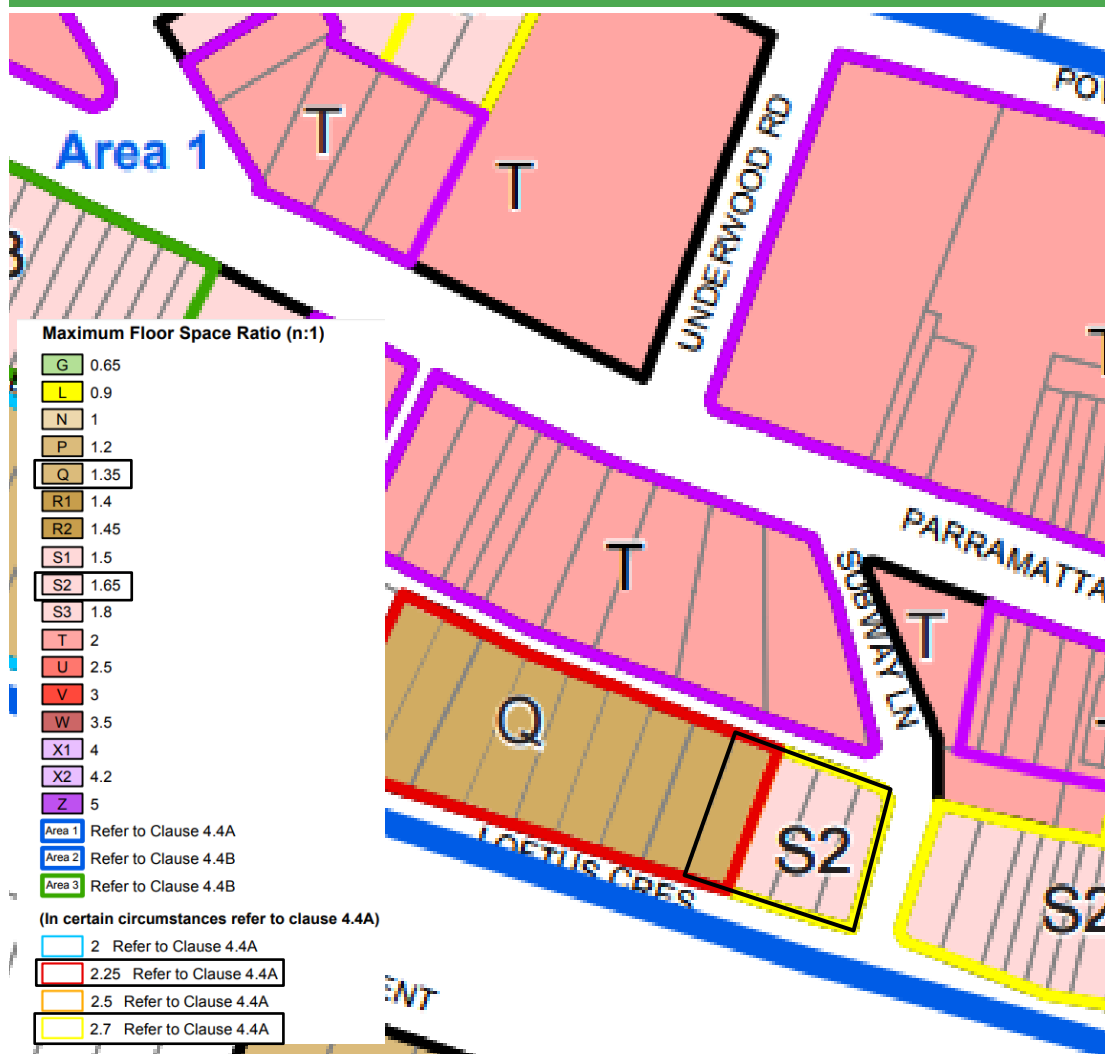 PO
T
Area 1
T
UNDERWOOD RD
Maximum Floor Space Ratio (n:1)
G 0.65
L 0.9
N 1
P 1.2
Q 1.35
R1 1.4
R2 1.45
S1 1.5
S2 1.65
S3 1.8
T 2
U 2.5
V 3
W 3.5
X1 4
X2 4.2
Z 5
Area 1 Refer to Clause 4.4A
Area 2 Refer to Clause 4.4B
Area 3 Refer to Clause 4.4B
(In certain circumstances refer to clause 4.4A)
2 Refer to Clause 4.4A
2.25 Refer to Clause 4.4A
2.5 Refer to Clause 4.4A
2.7 Refer to Clause 4.4A
PARRAMATTA
T
SUBWAY LN
T
Q
S2
LOFTUS CRES
S2
ENT